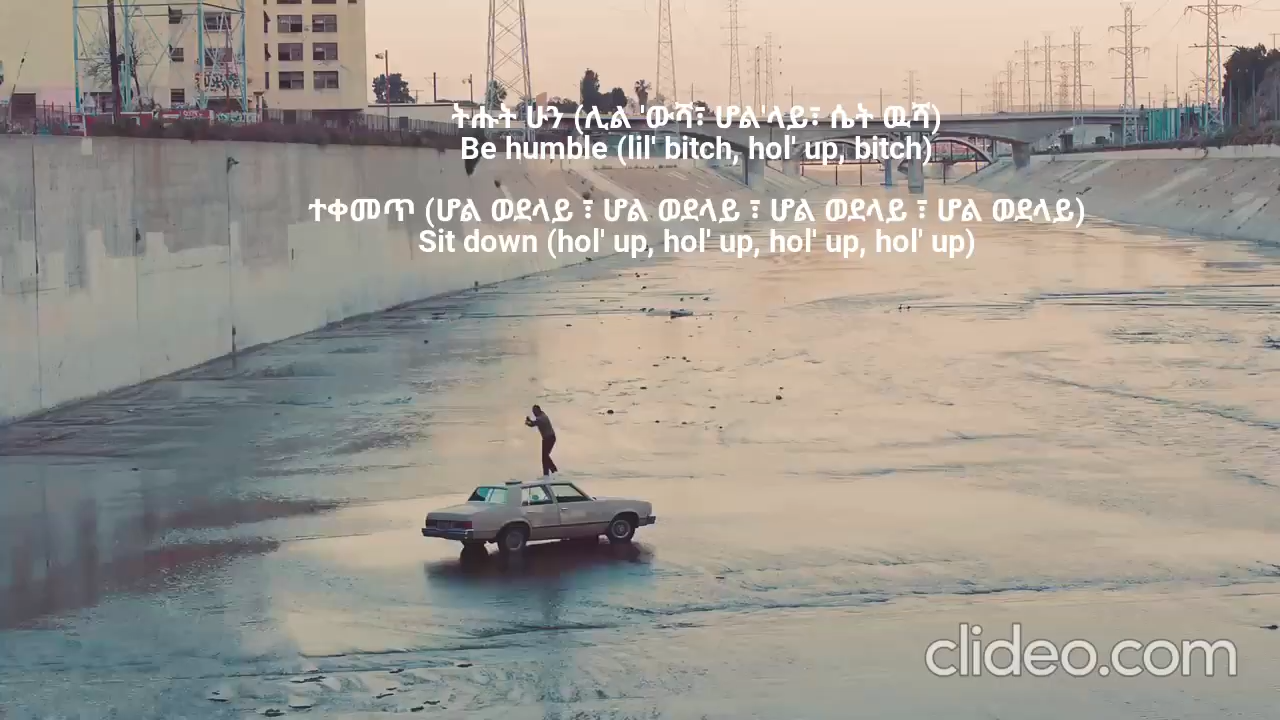 ትሑት ሁን (ሊል 'ውሻ፣ ሆል'ላይ፣ ሴት ዉሻ)
Be humble (lil' bitch, hol' up, bitch)
ተቀመጥ (ሆል ወደላይ ፣ ሆል ወደላይ ፣ ሆል ወደላይ ፣ ሆል ወደላይ)
Sit down (hol' up, hol' up, hol' up, hol' up)
clideo.com